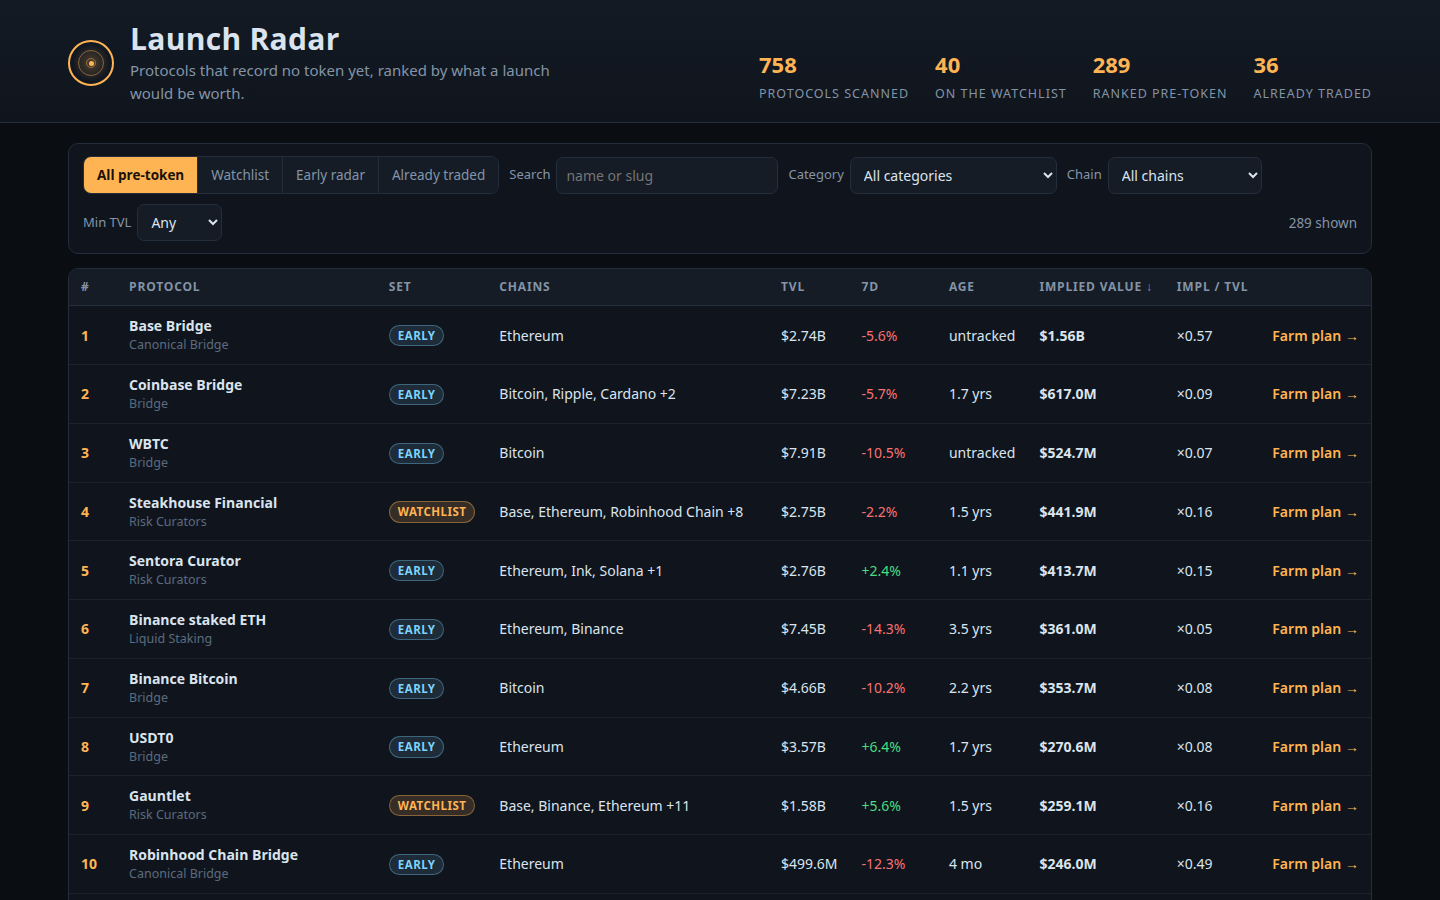 Launch Radar
Protocols that record no token yet, ranked by what a launch
would be worth.
758
PROTOCOLS SCANNED
40
ON THE WATCHLIST
289
RANKED PRE-TOKEN
36
ALREADY TRADED
All pre-token Watchlist Early radar Already traded Search name or slug Category All categories Chain All chains
Min TVL Any 289 shown
# PROTOCOL SET CHAINS TVL 7D AGE IMPLIED VALUE ↓ IMPL / TVL
1 Base Bridge EARLY Ethereum $2.74B -5.6% untracked $1.56B ×0.57 Farm plan →
Canonical Bridge
2 Coinbase Bridge EARLY Bitcoin, Ripple, Cardano +2 $7.23B -5.7% 1.7 yrs $617.0M ×0.09 Farm plan →
Bridge
3 WBTC EARLY Bitcoin $7.91B -10.5% untracked $524.7M ×0.07 Farm plan →
Bridge
4 Steakhouse Financial WATCHLIST Base, Ethereum, Robinhood Chain +8 $2.75B -2.2% 1.5 yrs $441.9M ×0.16 Farm plan →
Risk Curators
5 Sentora Curator EARLY Ethereum, Ink, Solana +1 $2.76B +2.4% 1.1 yrs $413.7M ×0.15 Farm plan →
Risk Curators
6 Binance staked ETH EARLY Ethereum, Binance $7.45B -14.3% 3.5 yrs $361.0M ×0.05 Farm plan →
Liquid Staking
7 Binance Bitcoin EARLY Bitcoin $4.66B -10.2% 2.2 yrs $353.7M ×0.08 Farm plan →
Bridge
8 USDT0 EARLY Ethereum $3.57B +6.4% 1.7 yrs $270.6M ×0.08 Farm plan →
Bridge
9 Gauntlet WATCHLIST Base, Binance, Ethereum +11 $1.58B +5.6% 1.5 yrs $259.1M ×0.16 Farm plan →
Risk Curators
10 Robinhood Chain Bridge EARLY Ethereum $499.6M -12.3% 4 mo $246.0M ×0.49 Farm plan →
Canonical Bridge